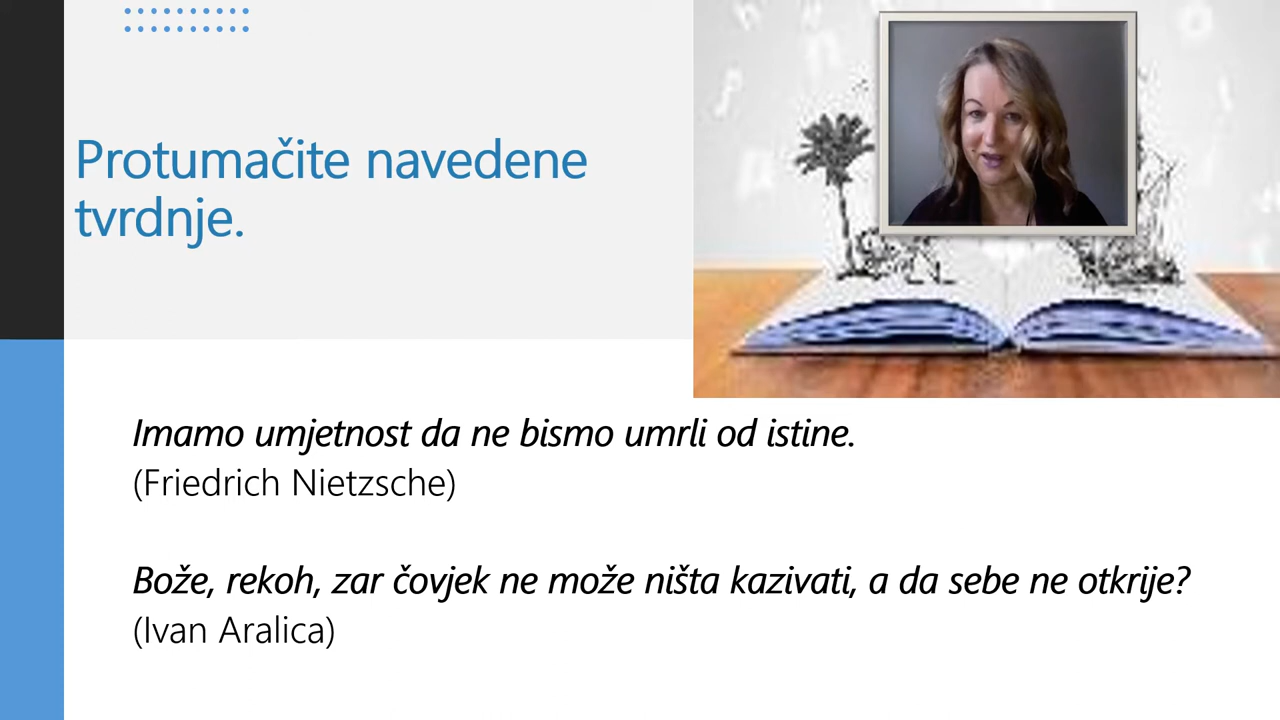 Protumačite navedene
tvrdnje.
Imamo umjetnost da ne bismo umrli od istine.
(Friedrich Nietzsche)
Bože, rekoh, zar čovjek ne može ništa kazivati, a da sebe ne otkrije?
(Ivan Aralica)